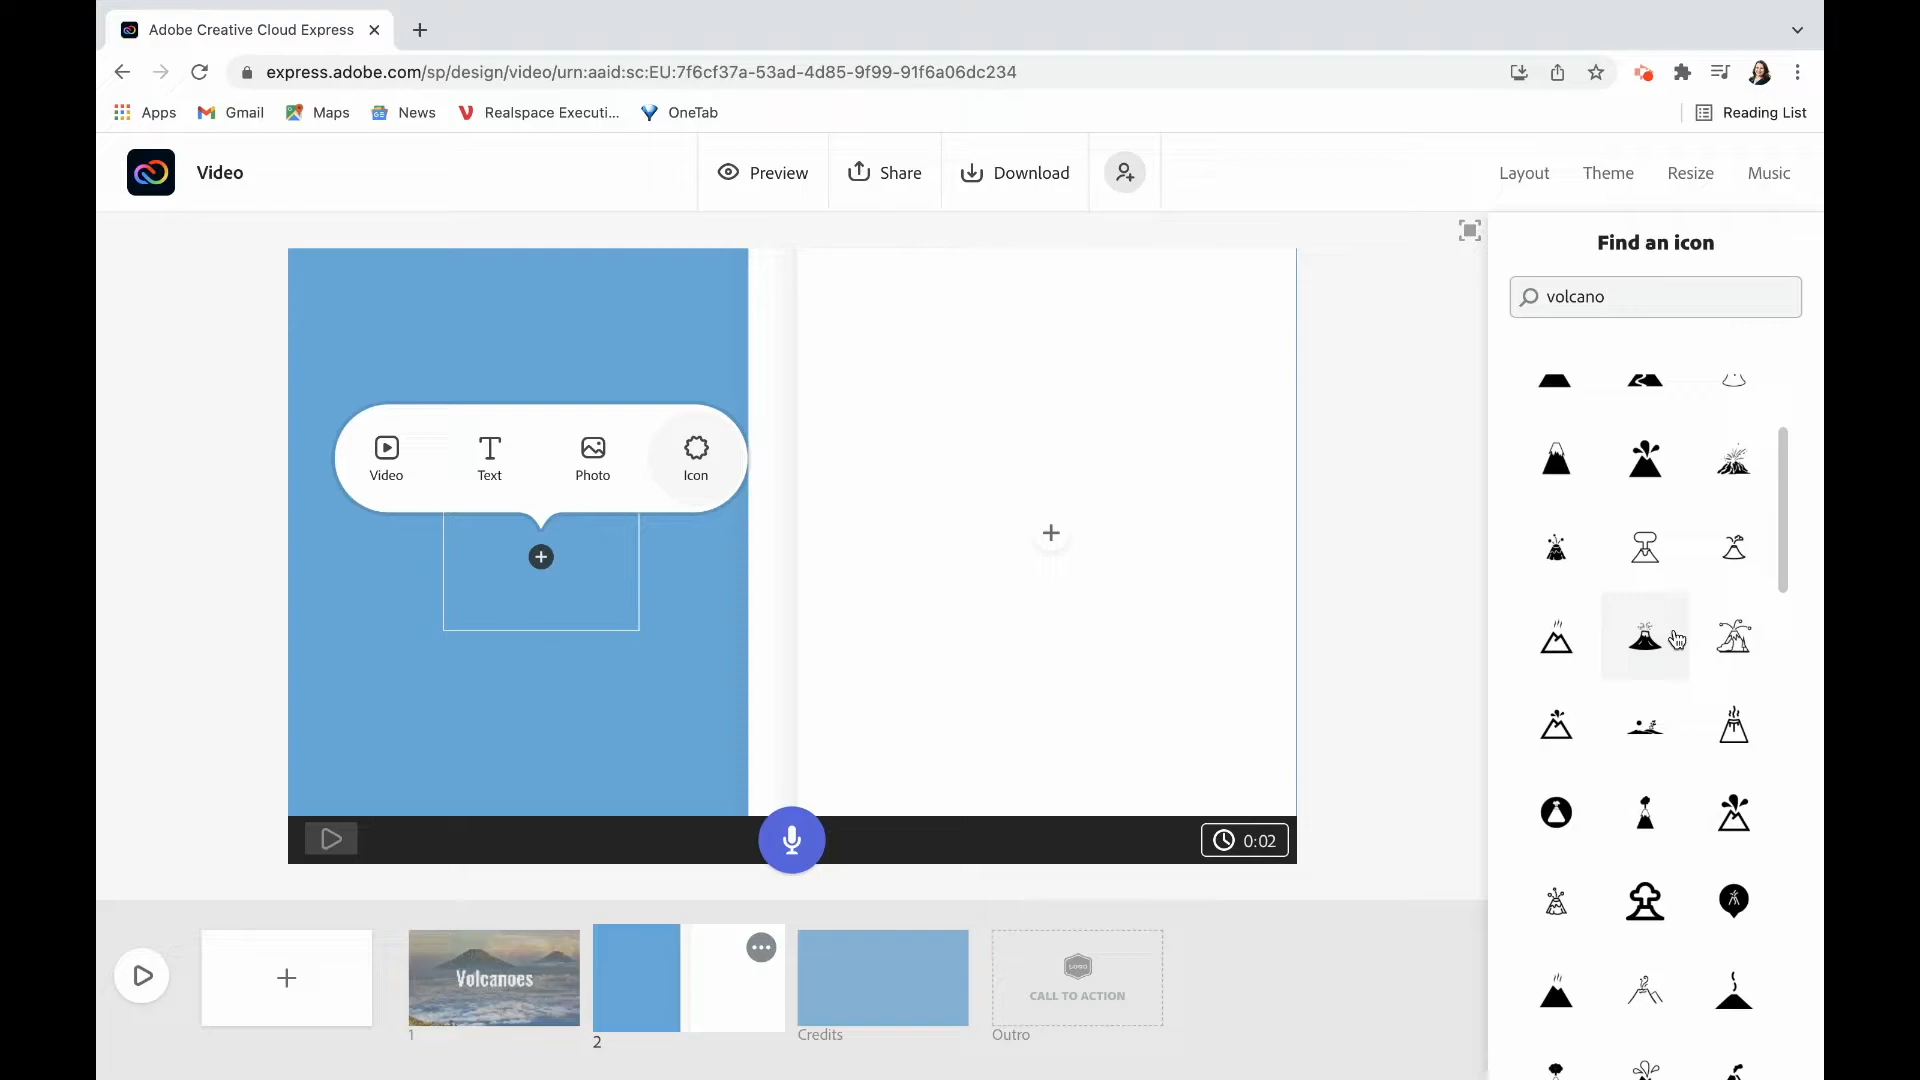 Adobe Creative Cloud Express
express.adobe.com/sp/design/video/urn:aaid:sc:EU:7f6cf37a-53ad-4d85-9f99-91f6a06dc234
Apps Gmail Maps News Realspace Executi... OneTab Reading List
Video Preview Share Download Layout Theme Resize Music
Find an icon
volcano
Video Text Photo Icon
0:02
Volcanoes
LOGO
CALL TO ACTION
1
2
Credits
Outro